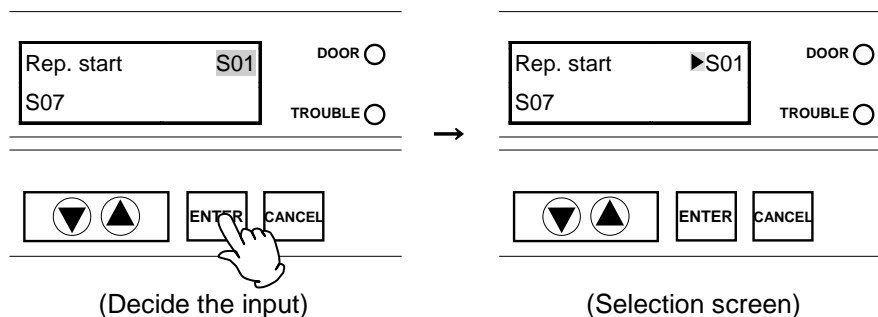 Rep. start S01 DOOR
S07 TROUBLE
ENTER CANCEL
(Decide the input)
→
Rep. start ▶S01 DOOR
S07 TROUBLE
ENTER CANCEL
(Selection screen)